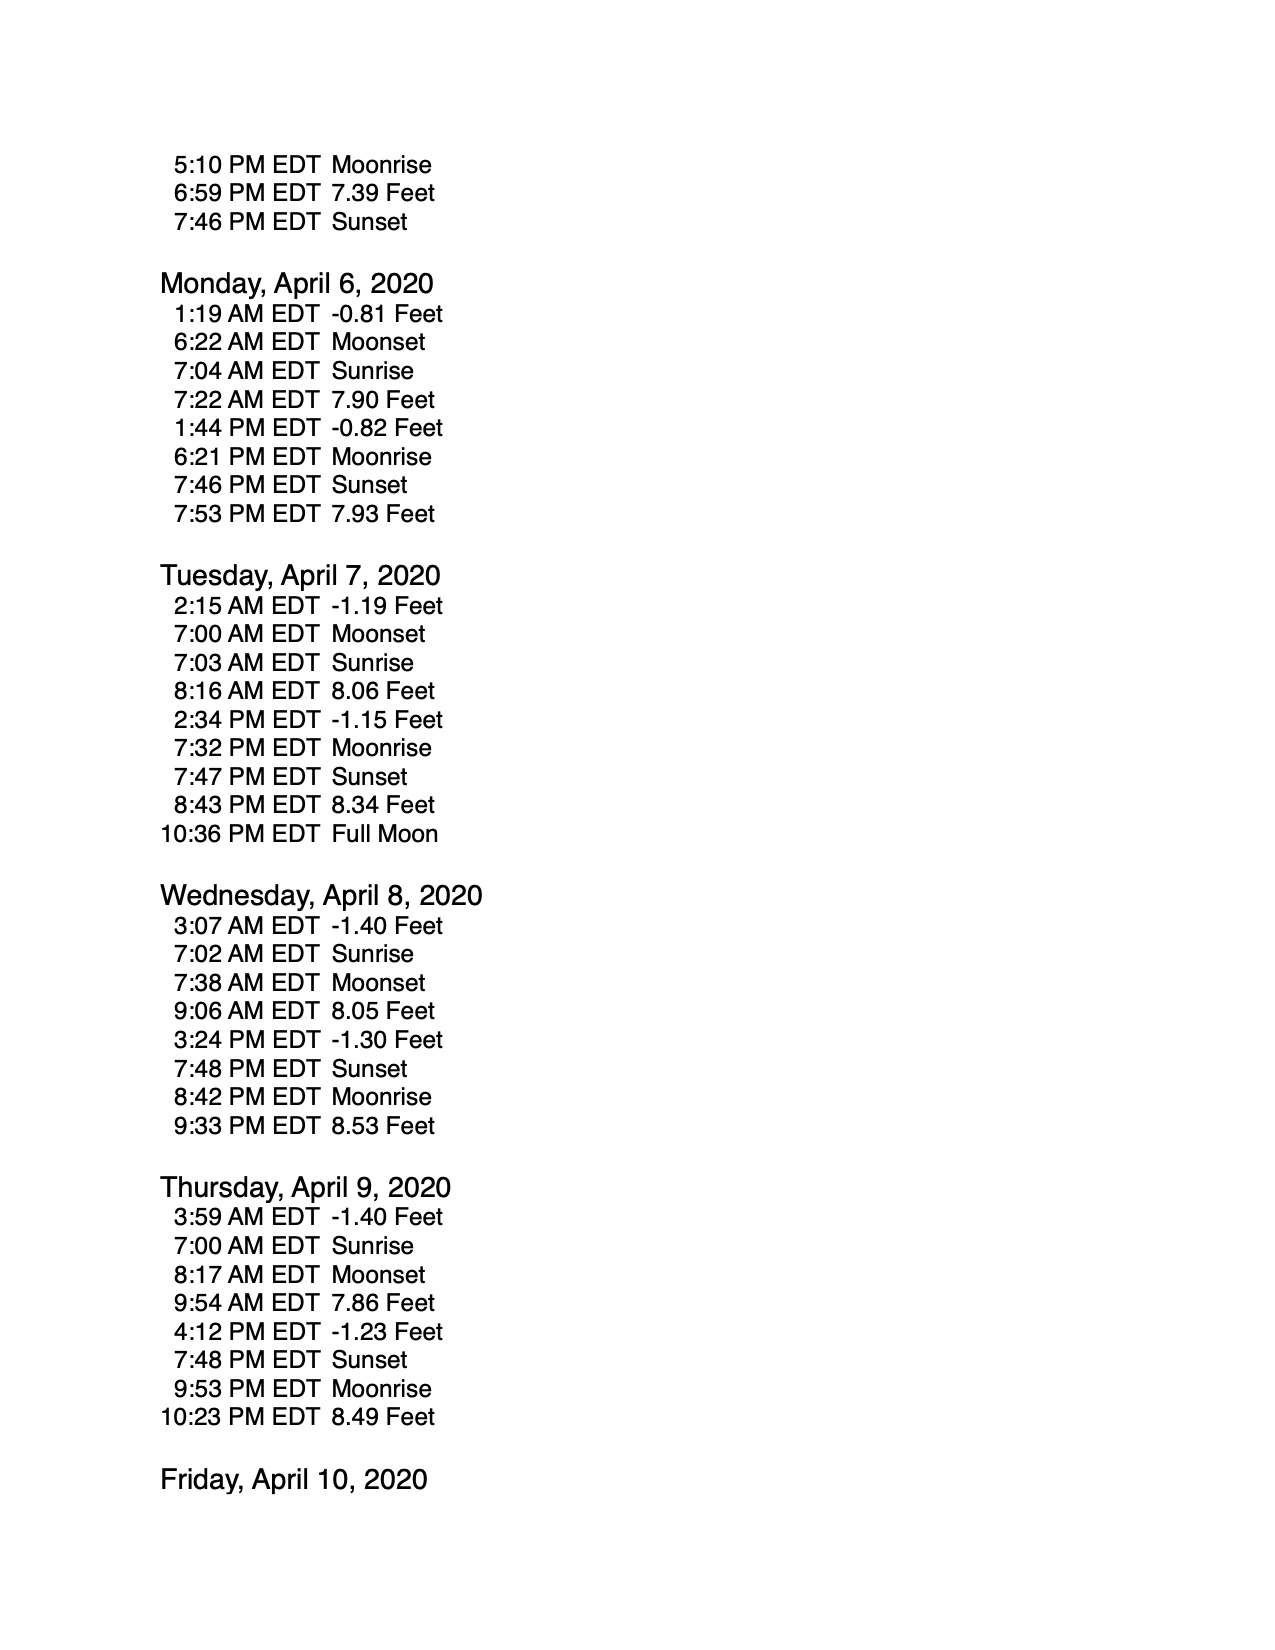 5:10 PM EDT Moonrise
6:59 PM EDT 7.39 Feet
7:46 PM EDT Sunset
Monday, April 6, 2020
1:19 AM EDT -0.81 Feet
6:22 AM EDT Moonset
7:04 AM EDT Sunrise
7:22 AM EDT 7.90 Feet
1:44 PM EDT -0.82 Feet
6:21 PM EDT Moonrise
7:46 PM EDT Sunset
7:53 PM EDT 7.93 Feet
Tuesday, April 7, 2020
2:15 AM EDT -1.19 Feet
7:00 AM EDT Moonset
7:03 AM EDT Sunrise
8:16 AM EDT 8.06 Feet
2:34 PM EDT -1.15 Feet
7:32 PM EDT Moonrise
7:47 PM EDT Sunset
8:43 PM EDT 8.34 Feet
10:36 PM EDT Full Moon
Wednesday, April 8, 2020
3:07 AM EDT -1.40 Feet
7:02 AM EDT Sunrise
7:38 AM EDT Moonset
9:06 AM EDT 8.05 Feet
3:24 PM EDT -1.30 Feet
7:48 PM EDT Sunset
8:42 PM EDT Moonrise
9:33 PM EDT 8.53 Feet
Thursday, April 9, 2020
3:59 AM EDT -1.40 Feet
7:00 AM EDT Sunrise
8:17 AM EDT Moonset
9:54 AM EDT 7.86 Feet
4:12 PM EDT -1.23 Feet
7:48 PM EDT Sunset
9:53 PM EDT Moonrise
10:23 PM EDT 8.49 Feet
Friday, April 10, 2020